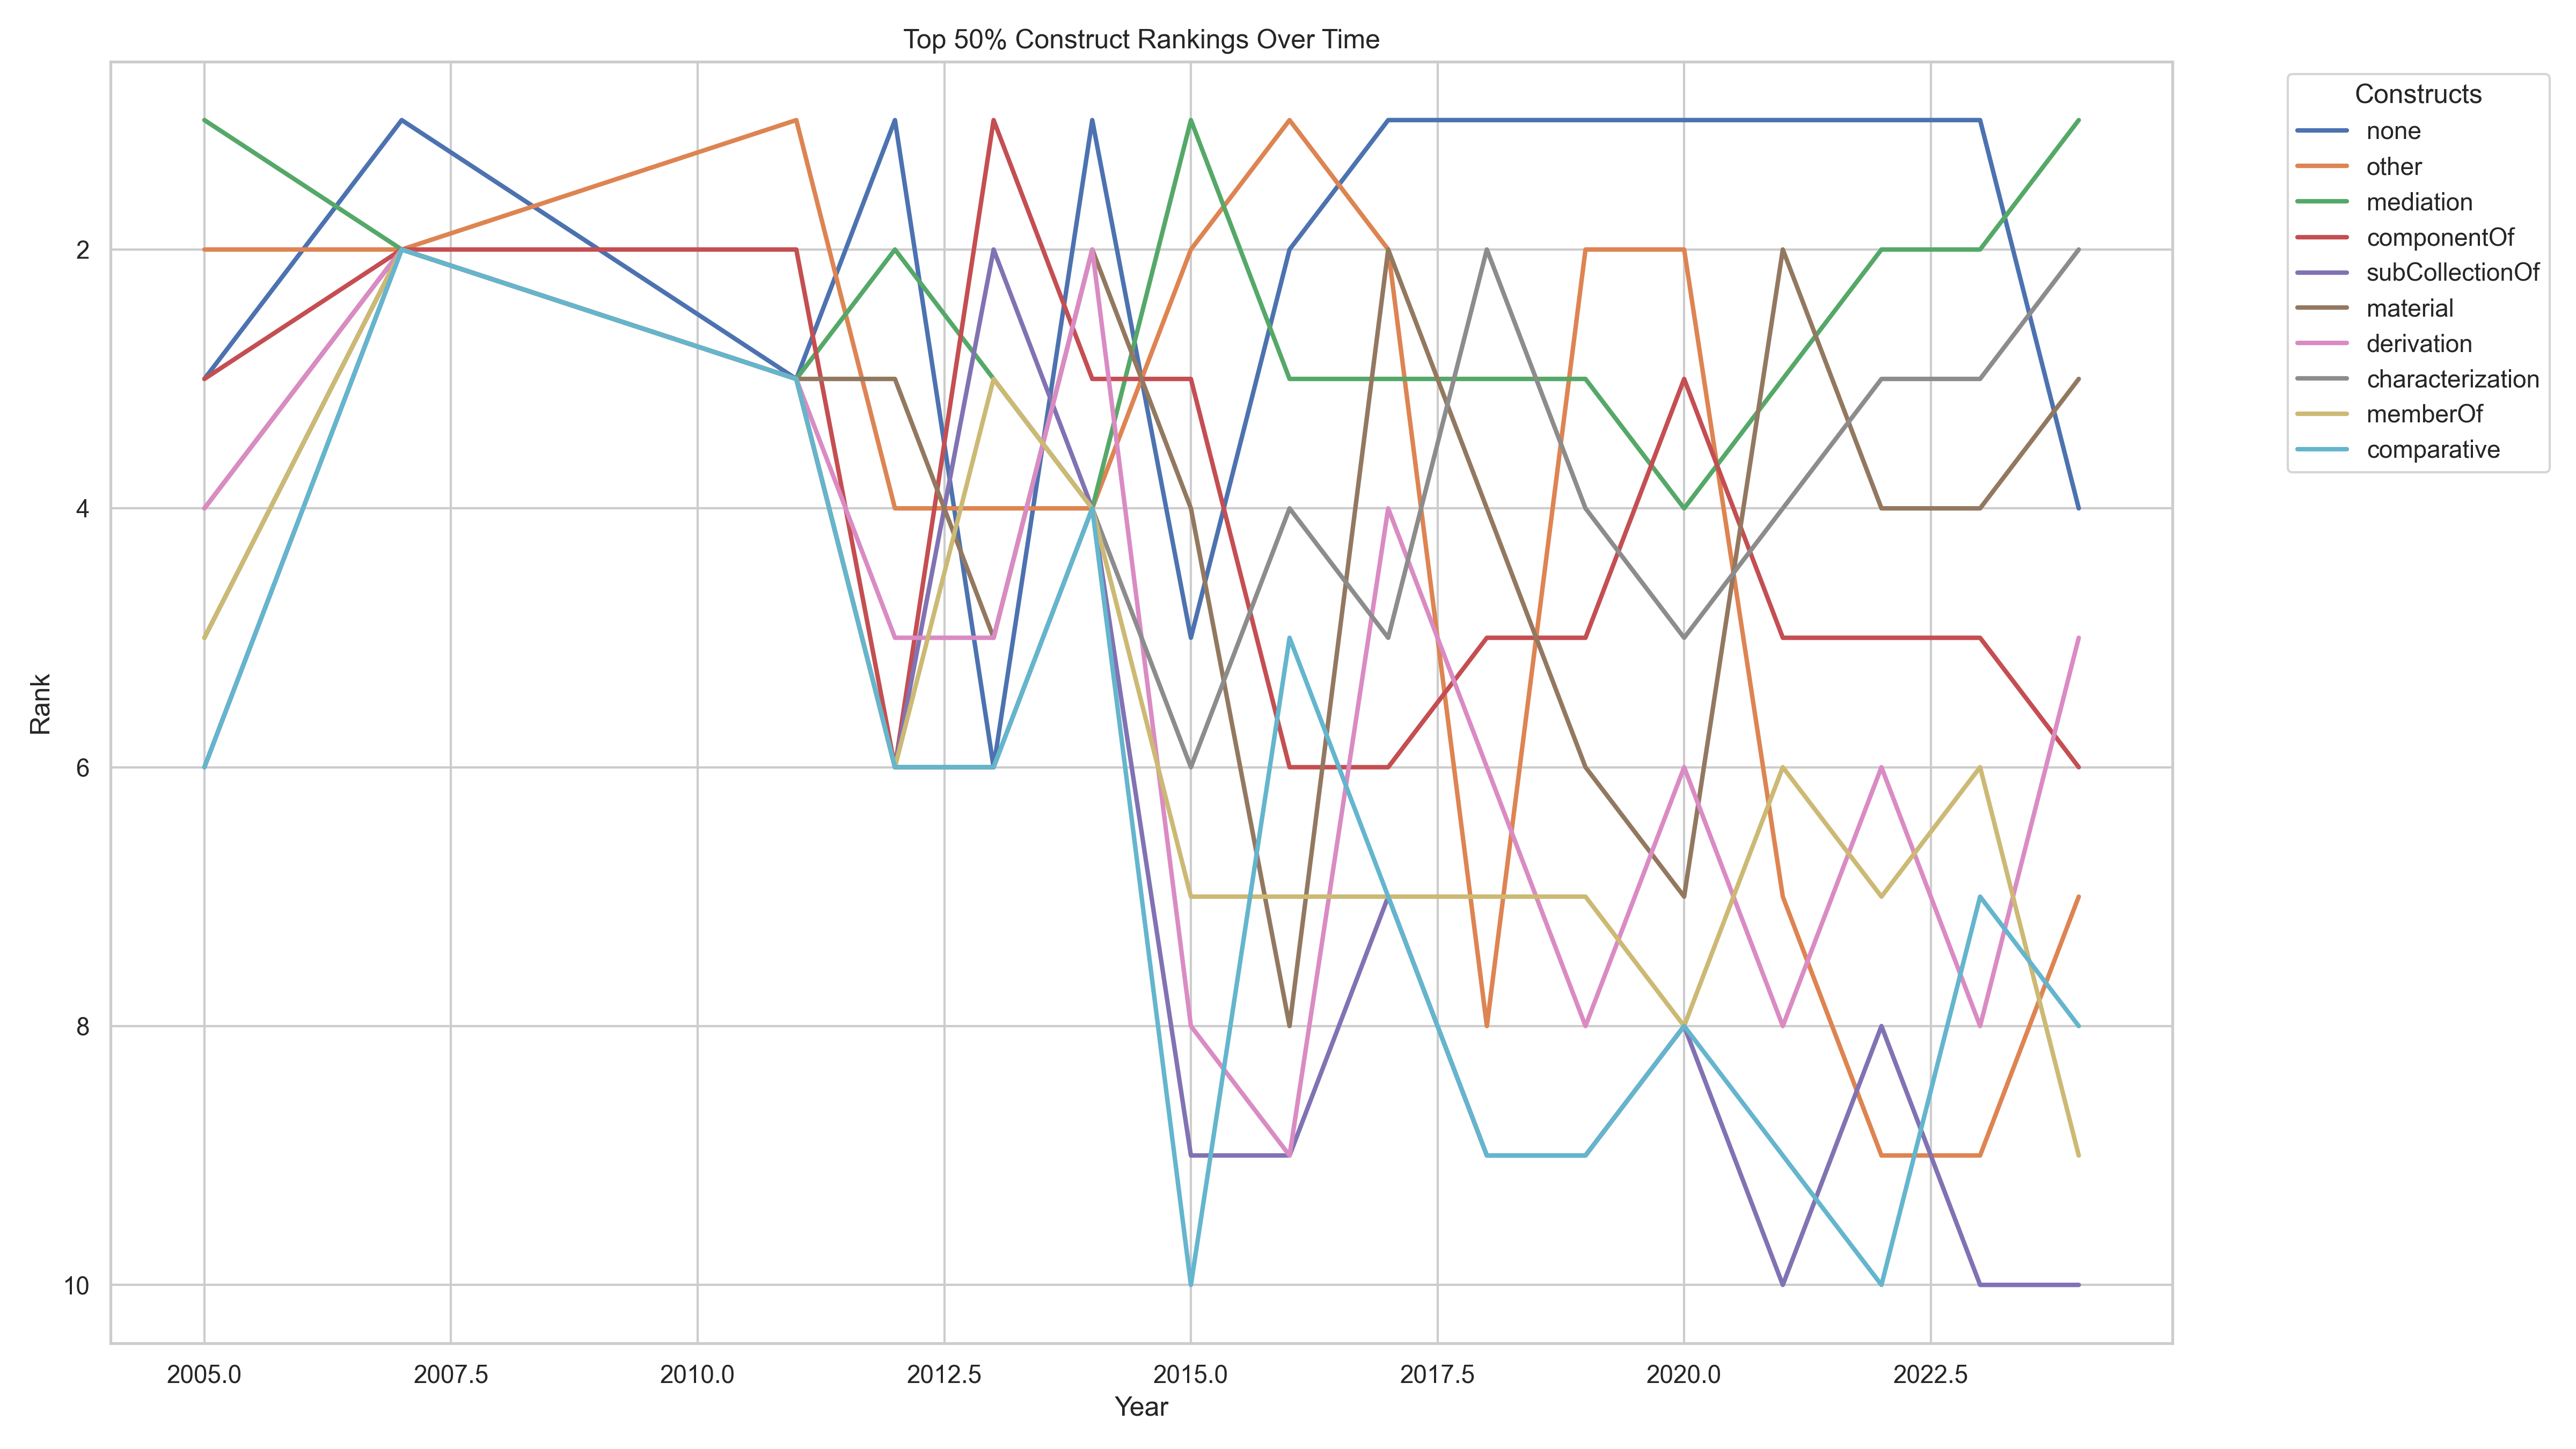 Top 50% Construct Rankings Over Time
Constructs
none
other
mediation
componentOf
subCollectionOf
material
derivation
characterization
memberOf
comparative
Rank
2
4
6
8
10
2005.0
2007.5
2010.0
2012.5
2015.0
2017.5
2020.0
2022.5
Year